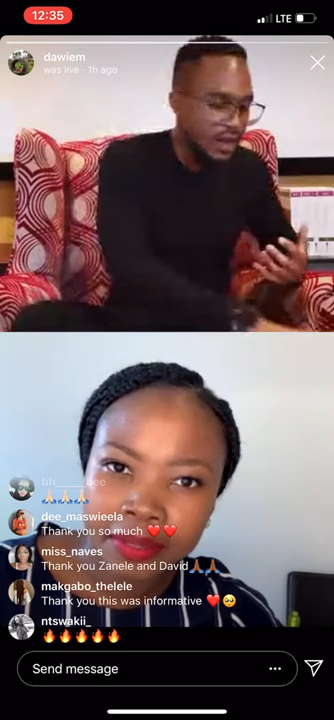 12:35
LTE
dawiem
was live · 1h ago
lifi_____bee
🙏🏼🙏🏼🙏🏼
dee_maswieela
Thank you so much ❤️❤️
miss_naves
Thank you Zanele and David🙏🏾🙏🏾
makgabo_thelele
Thank you this was informative ❤️🥺
ntswakii_
🔥🔥🔥🔥🔥
Send message